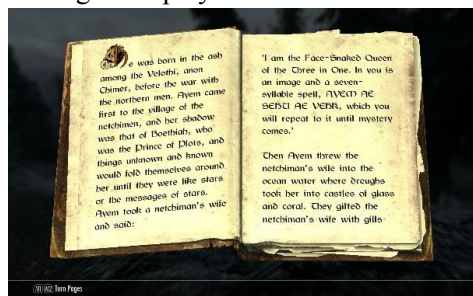 He was born in the ash
among the Velothi, anon
Chimer, before the war with
the northern men. Ayem came
first to the village of the
netchimen, and her shadow
was that of Boethiah, who
was the Prince of Plots, and
things unknown and known
would fold themselves around
her until they were like stars
or the messages of stars.
Ayem took a netchiman's wife
and said:
'I am the Face-Snaked Queen
of the Three in One. In you is
an image and a seven-
syllable spell, AYEM AE
SEHTI AE VEHK, which you
will repeat to it until mystery
comes.'
Then Ayem threw the
netchiman's wife into the
ocean water where dreughs
took her into castles of glass
and coral. They gifted the
netchiman's wife with gills
Turn Pages